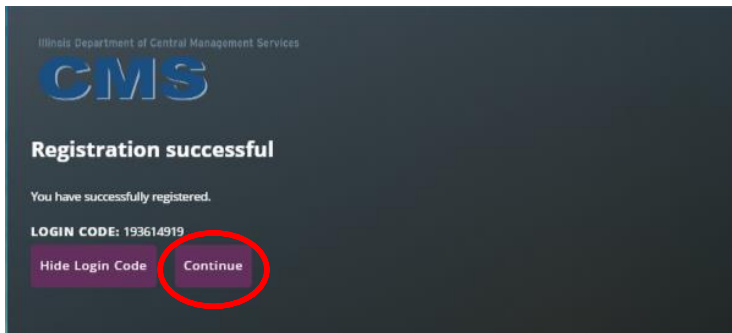 Illinois Department of Central Management Services
CMS
Registration successful
You have successfully registered.
LOGIN CODE: 193614919
Hide Login Code Continue